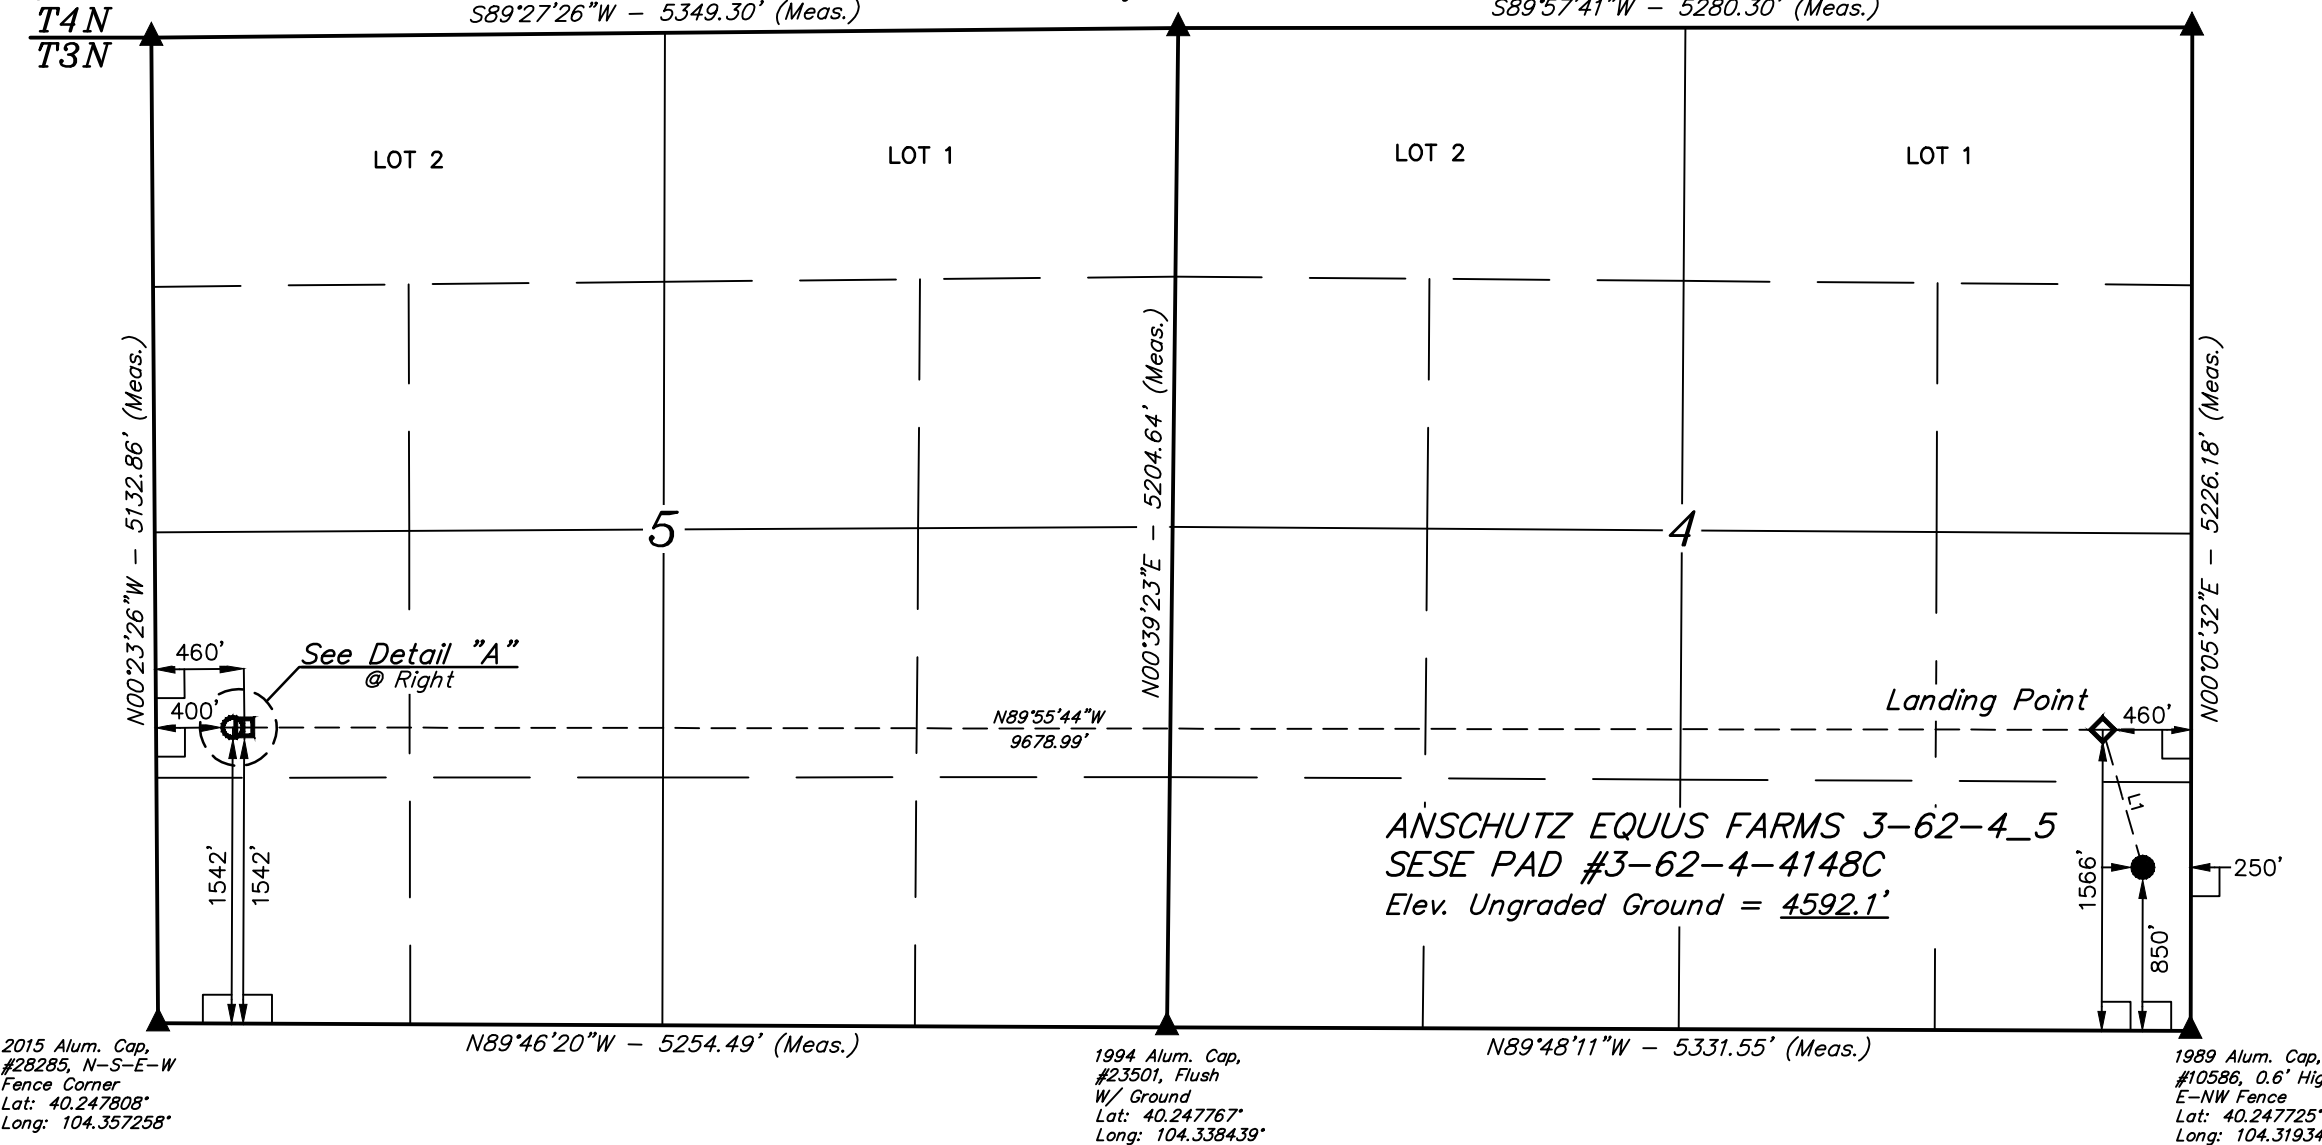 T4N
T3N
S89°27'26"W - 5349.30' (Meas.)
S89°57'41"W - 5280.30' (Meas.)
LOT 2
LOT 1
LOT 2
LOT 1
N00°23'26"W - 5132.86' (Meas.)
5
N00°39'23"E - 5204.64' (Meas.)
4
N00°05'32"E - 5226.18' (Meas.)
460'
See Detail "A"
@ Right
400'
N89°55'44"W
9678.99'
Landing Point
460'
L1
ANSCHUTZ EQUUS FARMS 3-62-4_5
SESE PAD #3-62-4-4148C
Elev. Ungraded Ground = 4592.1'
1542'
1542'
1566'
250'
850'
N89°46'20"W - 5254.49' (Meas.)
N89°48'11"W - 5331.55' (Meas.)
2015 Alum. Cap,
#28285, N-S-E-W
Fence Corner
Lat: 40.247808°
Long: 104.357258°
1994 Alum. Cap,
#23501, Flush
W/ Ground
Lat: 40.247767°
Long: 104.338439°
1989 Alum. Cap,
#10586, 0.6'
E-NW Fence
Lat: 40.247725°
Long: 104.31934